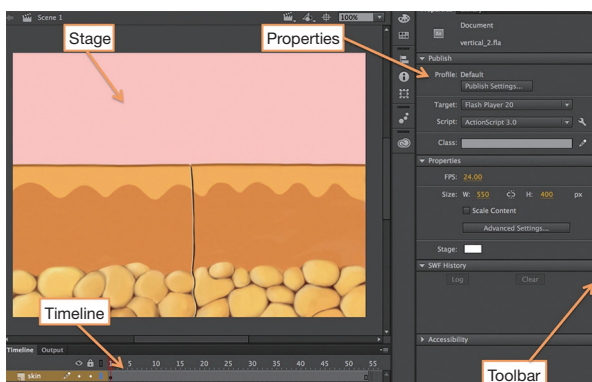 Scene 1
100%
Stage
Properties
Document
vertical_2.fla
Publish
Profile: Default
Publish Settings...
Target: Flash Player 20
Script: ActionScript 3.0
Class:
Properties
FPS: 24.00
Size: W: 550 H: 400 px
Scale Content
Advanced Settings...
Stage:
SWF History
Log Clear
Accessibility
Timeline
Toolbar
Timeline Output
5 10 15 20 25 30 35 40 45 50 55
skin